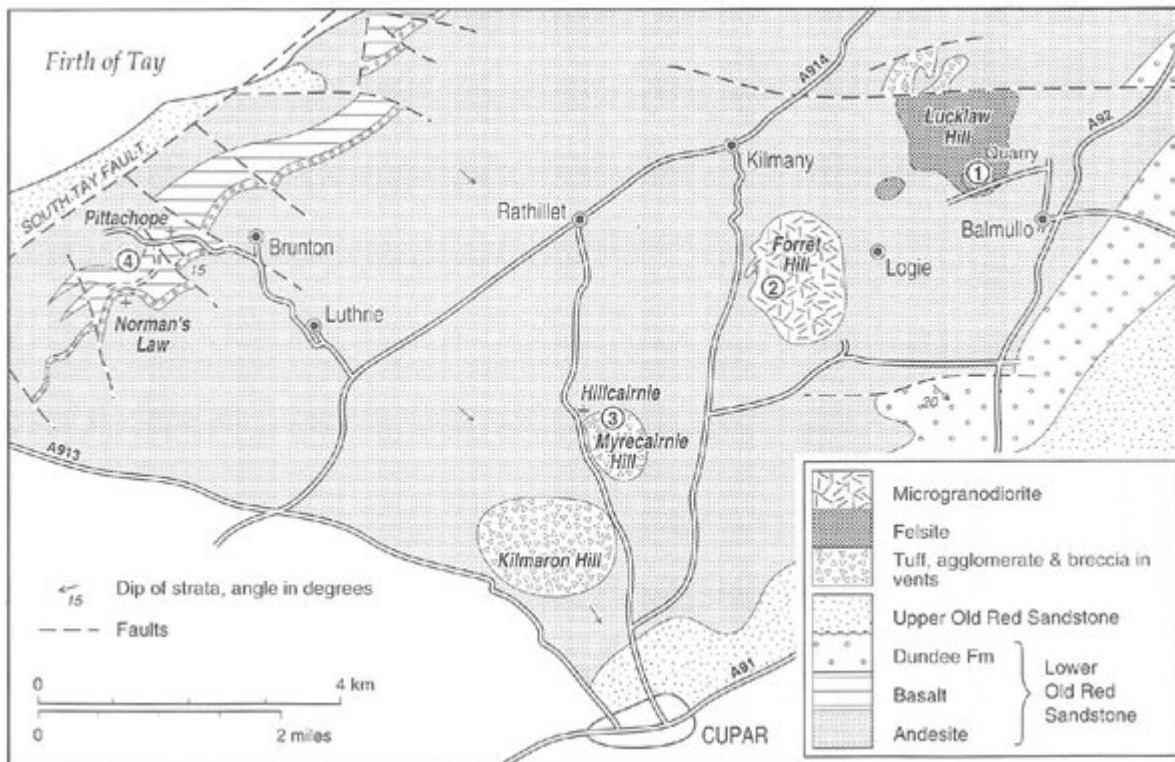 Firth of Tay
SOUTH TAY FAULT
Pittachope
④
15
Brunton
Norman's
Law
Luthrie
A913
Rathillet
Kilmany
A914
Lucklaw
Hill
Quarry
①
A92
Balmullo
Logie
Forret
Hill
②
20
Hillcairnie
③
Myrecairnie
Hill
Kilmaron Hill
A91
CUPAR
15
Dip of strata, angle in degrees
Faults
0 4 km
0 2 miles
Microgranodiorite
Felsite
Tuff, agglomerate & breccia in
vents
Upper Old Red Sandstone
Dundee Fm
Basalt
Andesite
Lower
Old Red
Sandstone